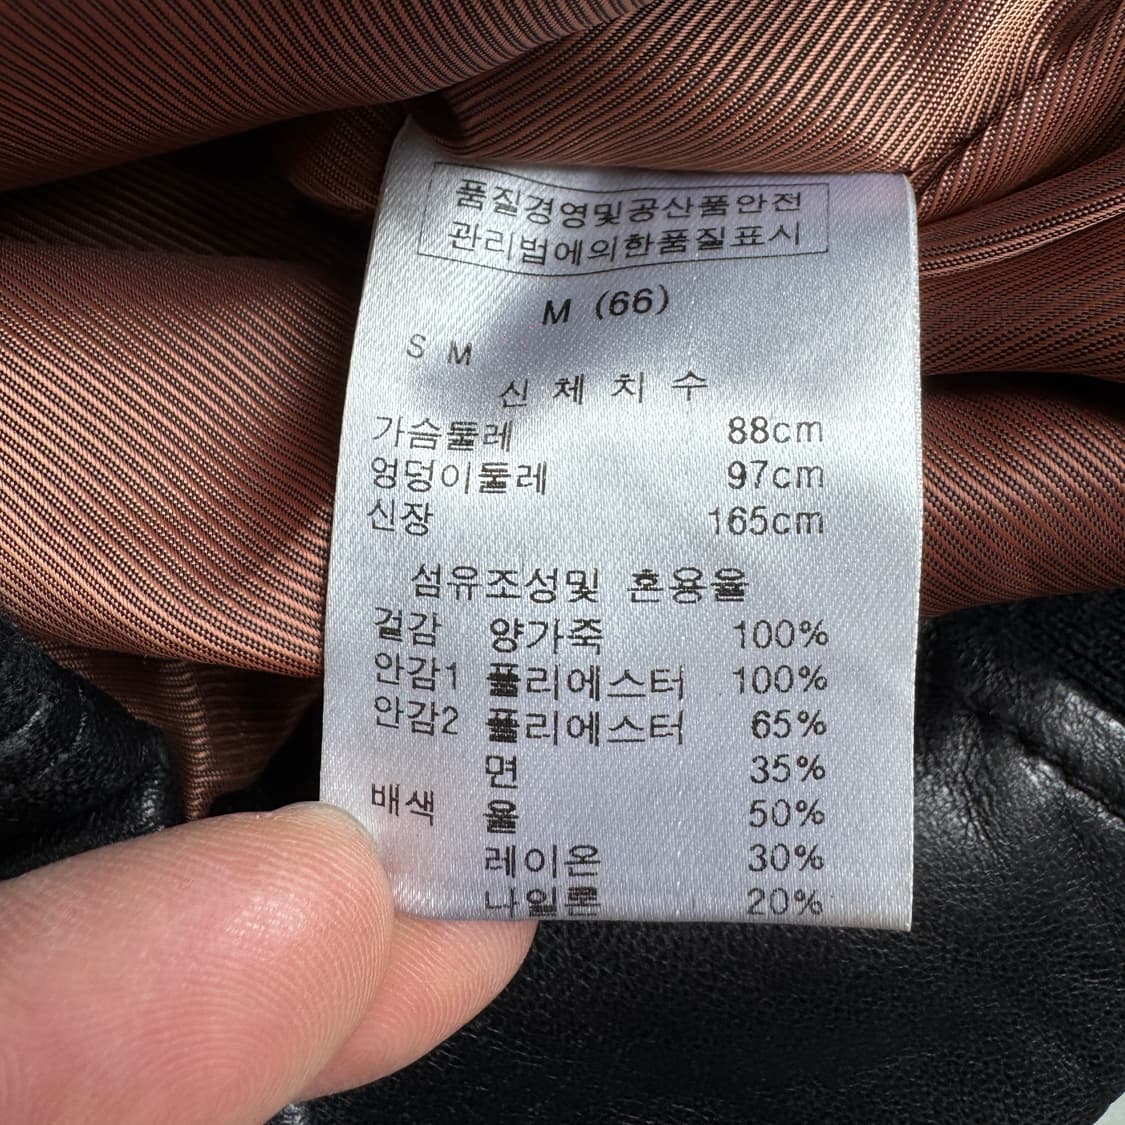 품질경영및공산품안전
관리법에의한품질표시
M (66)
S M
신 체 치 수
가슴둘레 88cm
엉덩이둘레 97cm
신장 165cm
섬유조성및 혼용율
겉감 양가죽 100%
안감1 폴리에스터 100%
안감2 폴리에스터 65%
면 35%
배색 울 50%
레이온 30%
나일론 20%